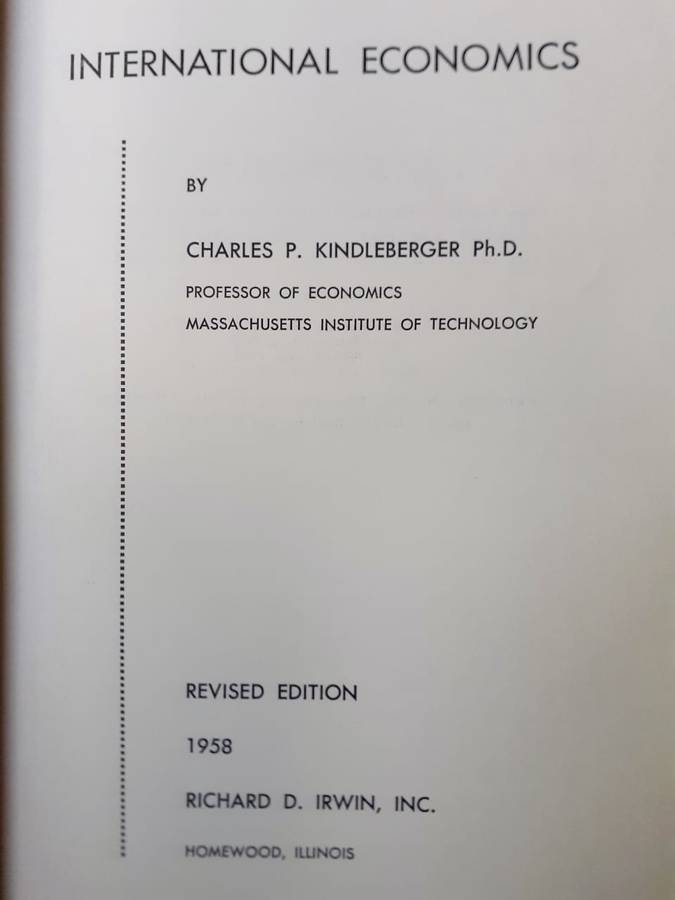 INTERNATIONAL ECONOMICS
BY
CHARLES P. KINDLEBERGER Ph.D.
PROFESSOR OF ECONOMICS
MASSACHUSETTS INSTITUTE OF TECHNOLOGY
REVISED EDITION
1958
RICHARD D. IRWIN, INC.
HOMEWOOD, ILLINOIS